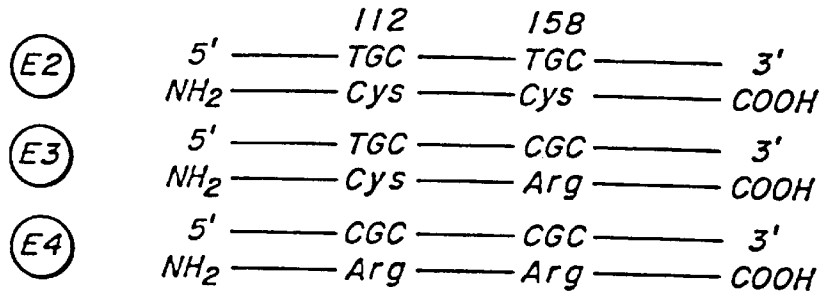 112 158
E2 5' TGC TGC 3'
NH2 Cys Cys COOH
E3 5' TGC CGC 3'
NH2 Cys Arg COOH
E4 5' CGC CGC 3'
NH2 Arg Arg COOH